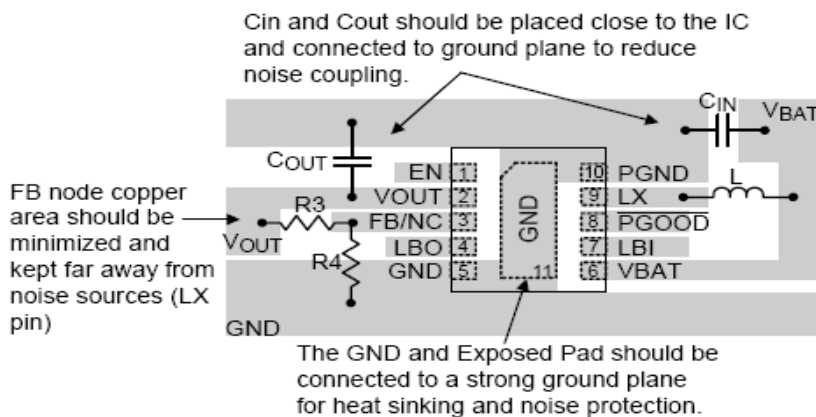 Cin and Cout should be placed close to the IC
and connected to ground plane to reduce
noise coupling.
CIN
VBAT
COUT
EN 1
10 PGND
FB node copper
area should be
minimized and
kept far away from
noise sources (LX
pin)
R3
VOUT 2
9 LX
L
VOUT
FB/NC 3
GND
8 PGOOD
R4
LBO 4
7 LBI
GND 5
11
6 VBAT
GND
The GND and Exposed Pad should be
connected to a strong ground plane
for heat sinking and noise protection.